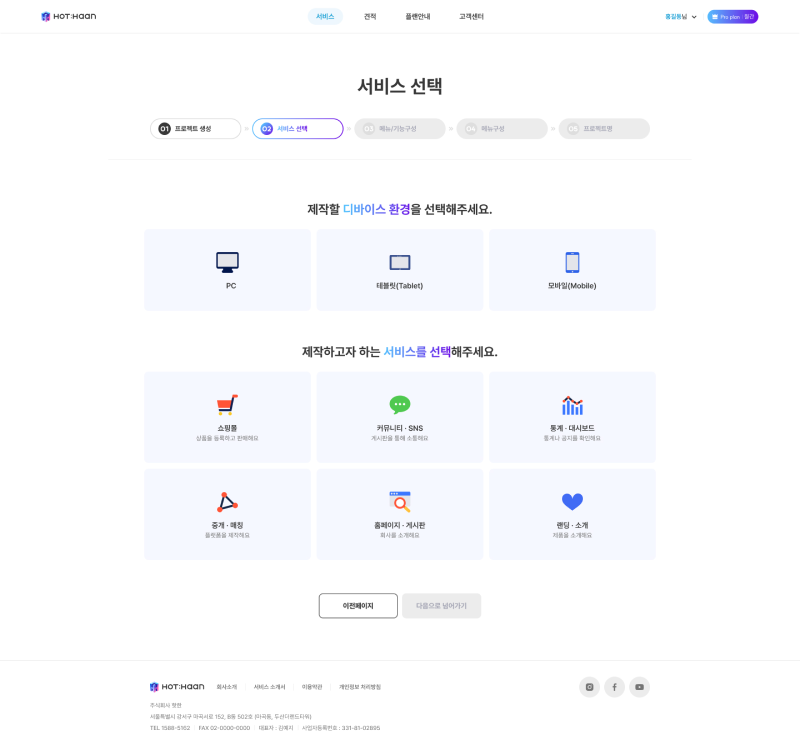 HOT:HAAN
서비스
견적
플랜안내
고객센터
홍길동님
Pro plan · 월간
서비스 선택
01 프로젝트 생성
02 서비스 선택
03 메뉴/기능구성
04 메뉴구성
05 프로젝트명
제작할 디바이스 환경을 선택해주세요.
PC
태블릿(Tablet)
모바일(Mobile)
제작하고자 하는 서비스를 선택해주세요.
쇼핑몰
상품을 등록하고 판매해요
커뮤니티 · SNS
게시판을 통해 소통해요
통계 · 대시보드
통계나 공지를 확인해요
중개 · 매칭
플랫폼을 제작해요
홈페이지 · 게시판
회사를 소개해요
랜딩 · 소개
제품을 소개해요
이전페이지
다음으로 넘어가기
HOT:HAAN
회사소개
서비스 소개서
이용약관
개인정보 처리방침
주식회사 핫한
서울특별시 강서구 마곡서로 152, B동 502호 (마곡동, 두산더랜드타워)
TEL 1588-5162
FAX 02-0000-0000
대표자 : 김예지
사업자등록번호 : 331-81-02895